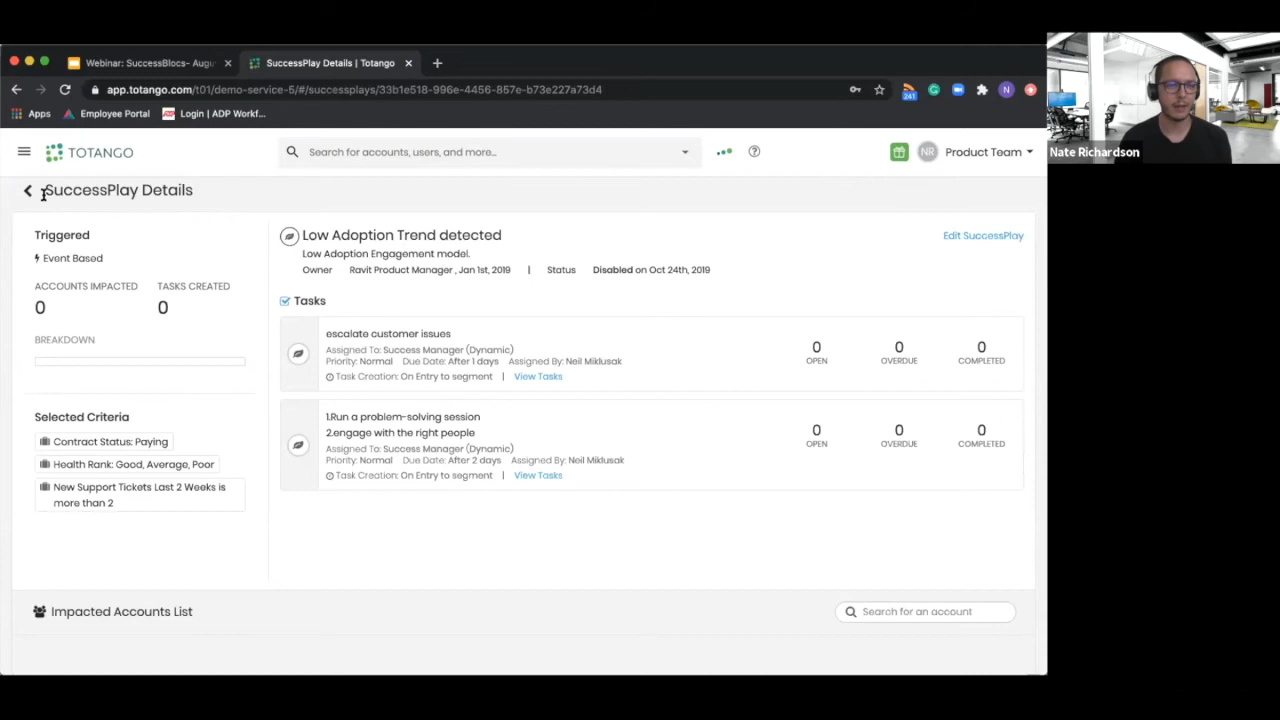 Webinar: SuccessBlocs- Augu
SuccessPlay Details | Totango
app.totango.com/t01/demo-service-5/#/successplays/33b1e518-996e-4456-857e-b73e227a73d4
241
N
Apps
Employee Portal
Login | ADP Workf...
TOTANGO
Search for accounts, users, and more...
NR
Product Team
Nate Richardson
SuccessPlay Details
Triggered
Event Based
ACCOUNTS IMPACTED TASKS CREATED
0 0
BREAKDOWN
Selected Criteria
Contract Status: Paying
Health Rank: Good, Average, Poor
New Support Tickets Last 2 Weeks is
more than 2
Low Adoption Trend detected
Edit SuccessPlay
Low Adoption Engagement model.
Owner Ravit Product Manager , Jan 1st, 2019 | Status Disabled on Oct 24th, 2019
Tasks
escalate customer issues
Assigned To: Success Manager (Dynamic)
Priority: Normal Due Date: After 1 days Assigned By: Neil Miklusak
Task Creation: On Entry to segment | View Tasks
0 0 0
OPEN OVERDUE COMPLETED
1.Run a problem-solving session
2.engage with the right people
Assigned To: Success Manager (Dynamic)
Priority: Normal Due Date: After 2 days Assigned By: Neil Miklusak
Task Creation: On Entry to segment | View Tasks
0 0 0
OPEN OVERDUE COMPLETED
Impacted Accounts List
Search for an account